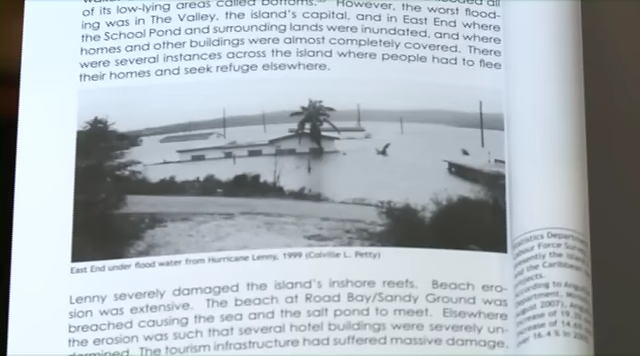 of its low-lying areas called bottoms. However, the worst flood-
ing was in The Valley, the island's capital, and in East End where
the School Pond and surrounding lands were inundated, and where
homes and other buildings were almost completely covered. There
were several instances across the island where people had to flee
their homes and seek refuge elsewhere.
East End under flood water from Hurricane Lenny, 1999 (Colville L. Petty)
Lenny severely damaged the island's inshore reefs. Beach ero-
sion was extensive. The beach at Road Bay/Sandy Ground was
breached causing the sea and the salt pond to meet. Elsewhere
the erosion was such that several hotel buildings were severely un-
dermined. The tourism infrastructure had suffered massive damage.